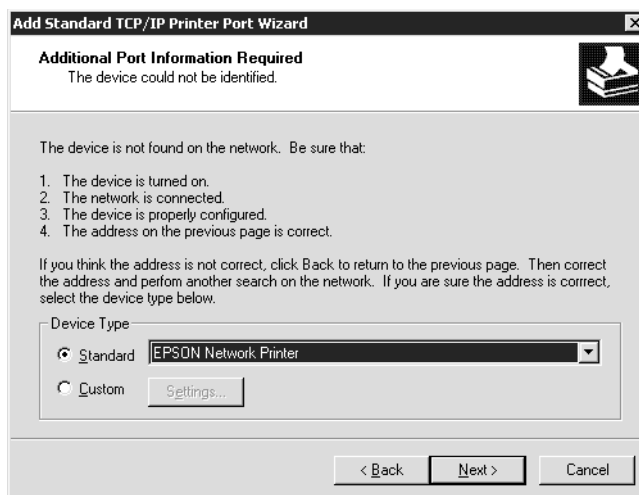 Add Standard TCP/IP Printer Port Wizard
Additional Port Information Required
The device could not be identified.
The device is not found on the network. Be sure that:
1. The device is turned on.
2. The network is connected.
3. The device is properly configured.
4. The address on the previous page is correct.
If you think the address is not correct, click Back to return to the previous page. Then correct
the address and perfom another search on the network. If you are sure the address is corrrect,
select the device type below.
Device Type
Standard EPSON Network Printer
Custom Settings...
< Back Next > Cancel